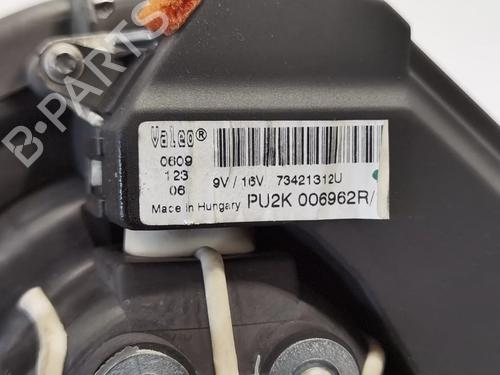 Valeo®
0609
123
06
9V / 16V 73421312U
Made in Hungary PU2K 006962R/
B-PARTS